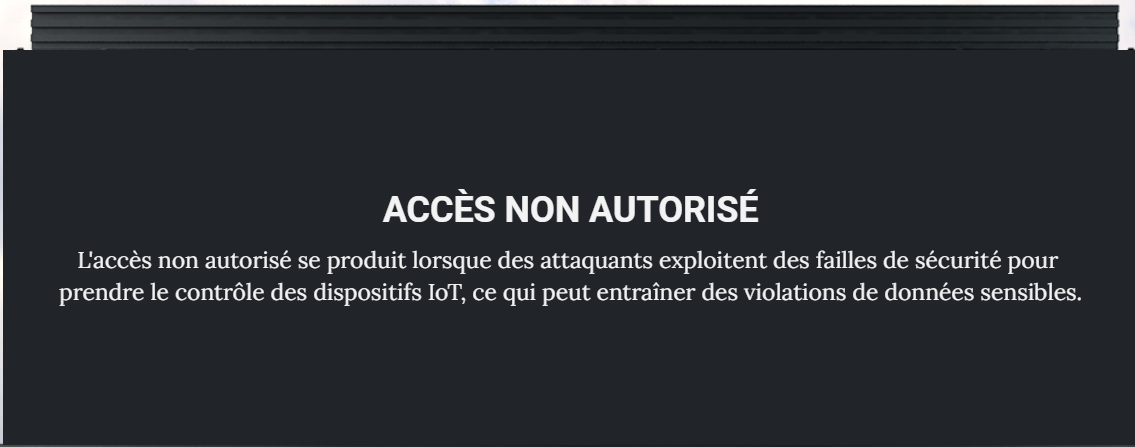 ACCÈS NON AUTORISÉ
L'accès non autorisé se produit lorsque des attaquants exploitent des failles de sécurité pour
prendre le contrôle des dispositifs IoT, ce qui peut entraîner des violations de données sensibles.